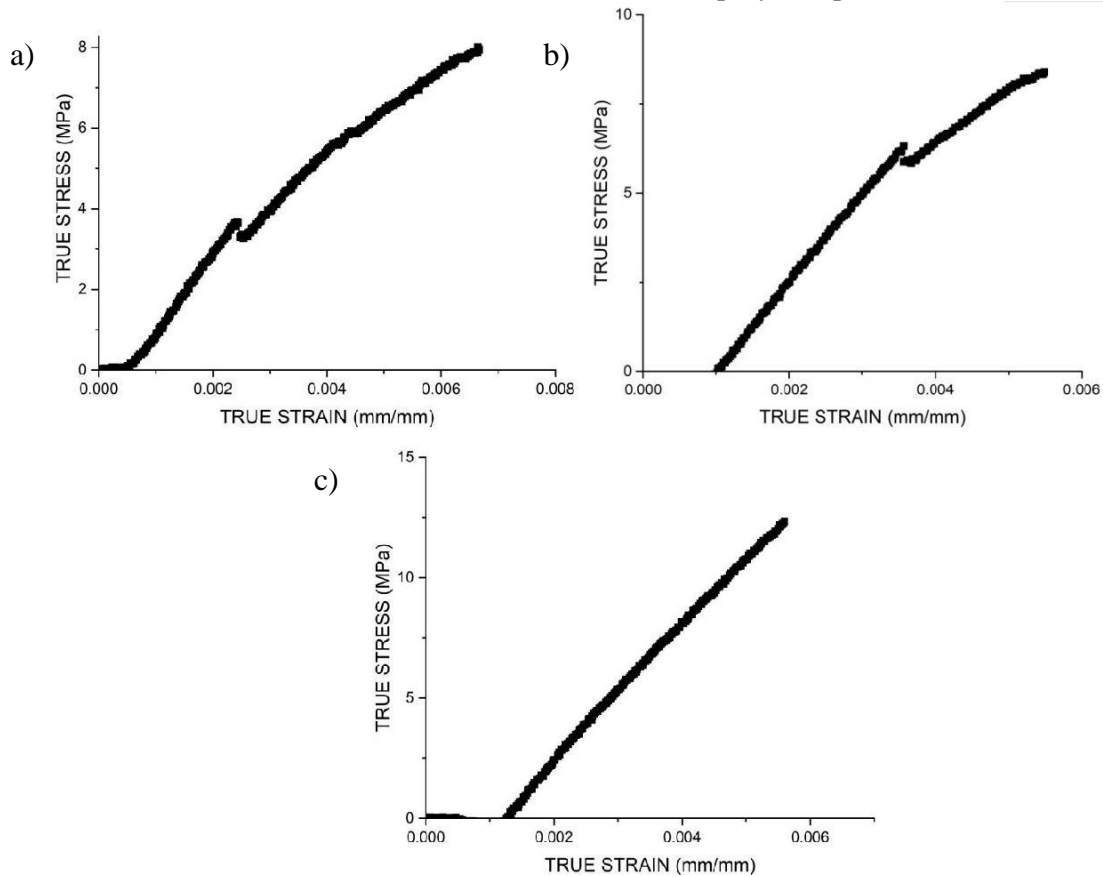 a)
TRUE STRESS (MPa)
8
6
4
2
0
0.000 0.002 0.004 0.006 0.008
TRUE STRAIN (mm/mm)
b)
TRUE STRESS (MPa)
10
5
0
0.000 0.002 0.004 0.006
TRUE STRAIN (mm/mm)
c)
TRUE STRESS (MPa)
15
10
5
0
0.000 0.002 0.004 0.006
TRUE STRAIN (mm/mm)